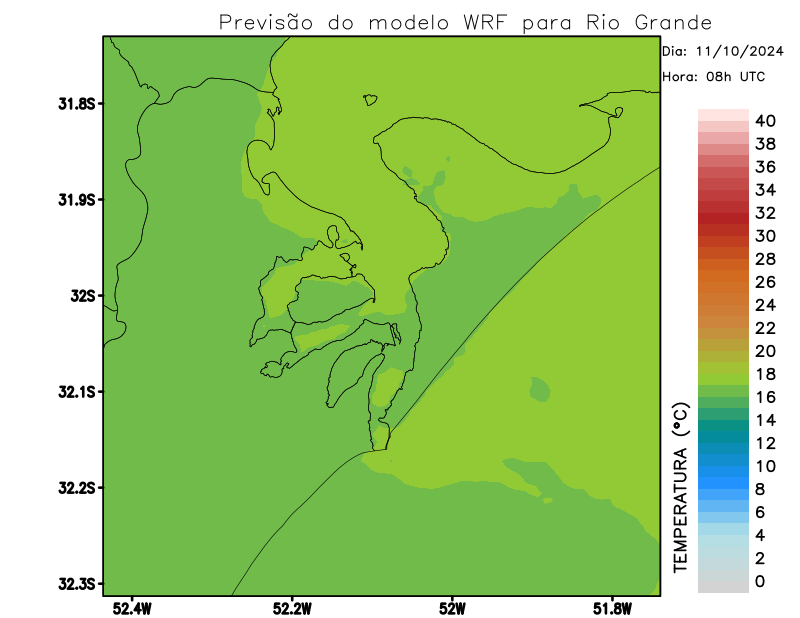 Previsão do modelo WRF para Rio Grande
Dia: 11/10/2024
Hora: 08h UTC
31.8S
31.9S
32S
32.1S
32.2S
32.3S
52.4W
52.2W
52W
51.8W
TEMPERATURA (°C)
40
38
36
34
32
30
28
26
24
22
20
18
16
14
12
10
8
6
4
2
0